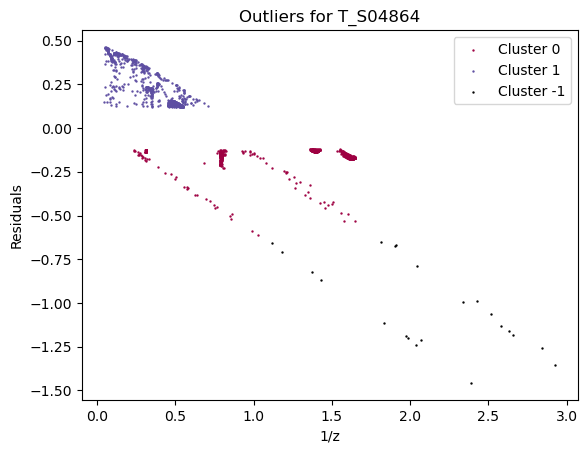 Outliers for T_S04864
Cluster 0
Cluster 1
Cluster -1
Residuals
0.50
0.25
0.00
−0.25
−0.50
−0.75
−1.00
−1.25
−1.50
0.0 0.5 1.0 1.5 2.0 2.5 3.0
1/z